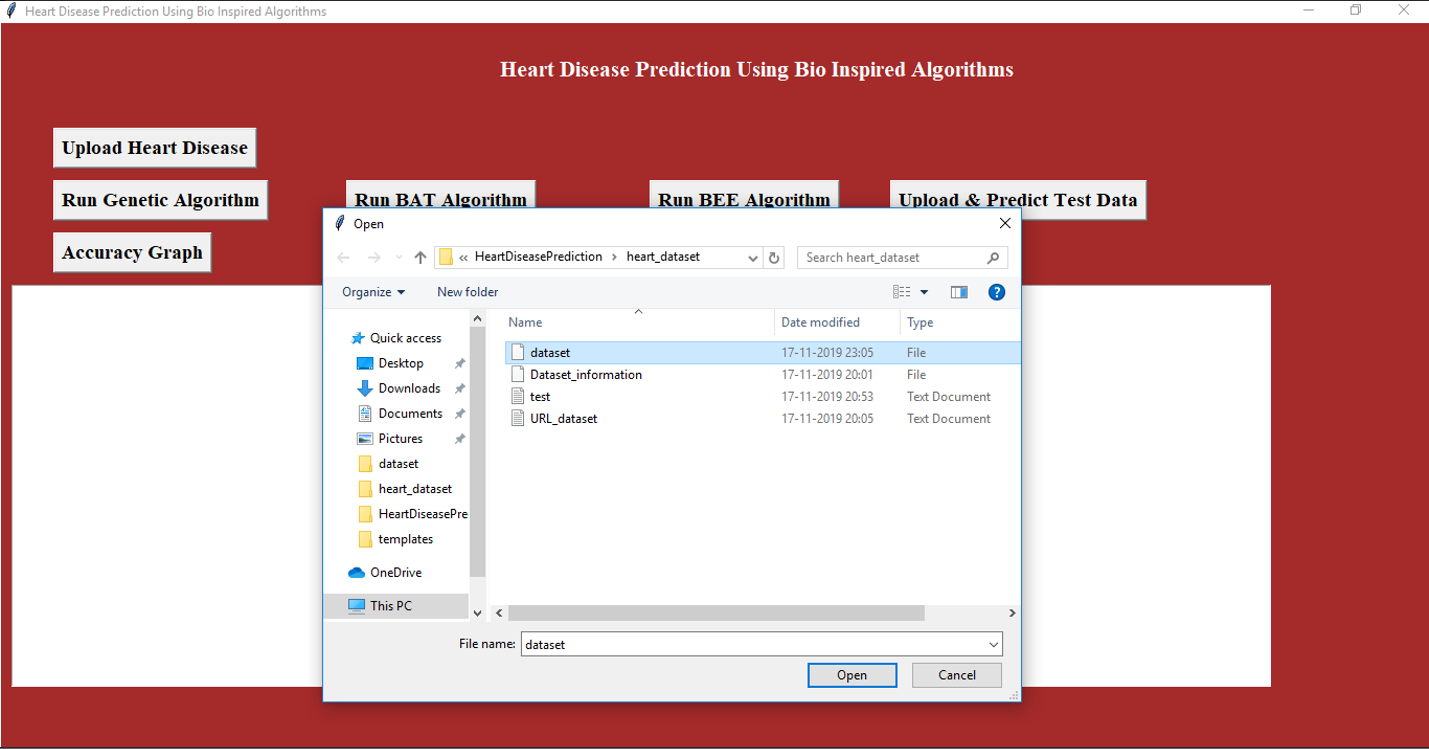 Heart Disease Prediction Using Bio Inspired Algorithms
Heart Disease Prediction Using Bio Inspired Algorithms
Upload Heart Disease
Run Genetic Algorithm Run BAT Algorithm Run BEE Algorithm Upload & Predict Test Data
Accuracy Graph
Open
« HeartDiseasePrediction › heart_dataset
Search heart_dataset
Organize New folder
Name Date modified Type
Quick access
Desktop
Downloads
Documents
Pictures
dataset
heart_dataset
HeartDiseasePre
templates
OneDrive
This PC
dataset 17-11-2019 23:05 File
Dataset_information 17-11-2019 20:01 File
test 17-11-2019 20:53 Text Document
URL_dataset 17-11-2019 20:05 Text Document
File name: dataset
Open Cancel